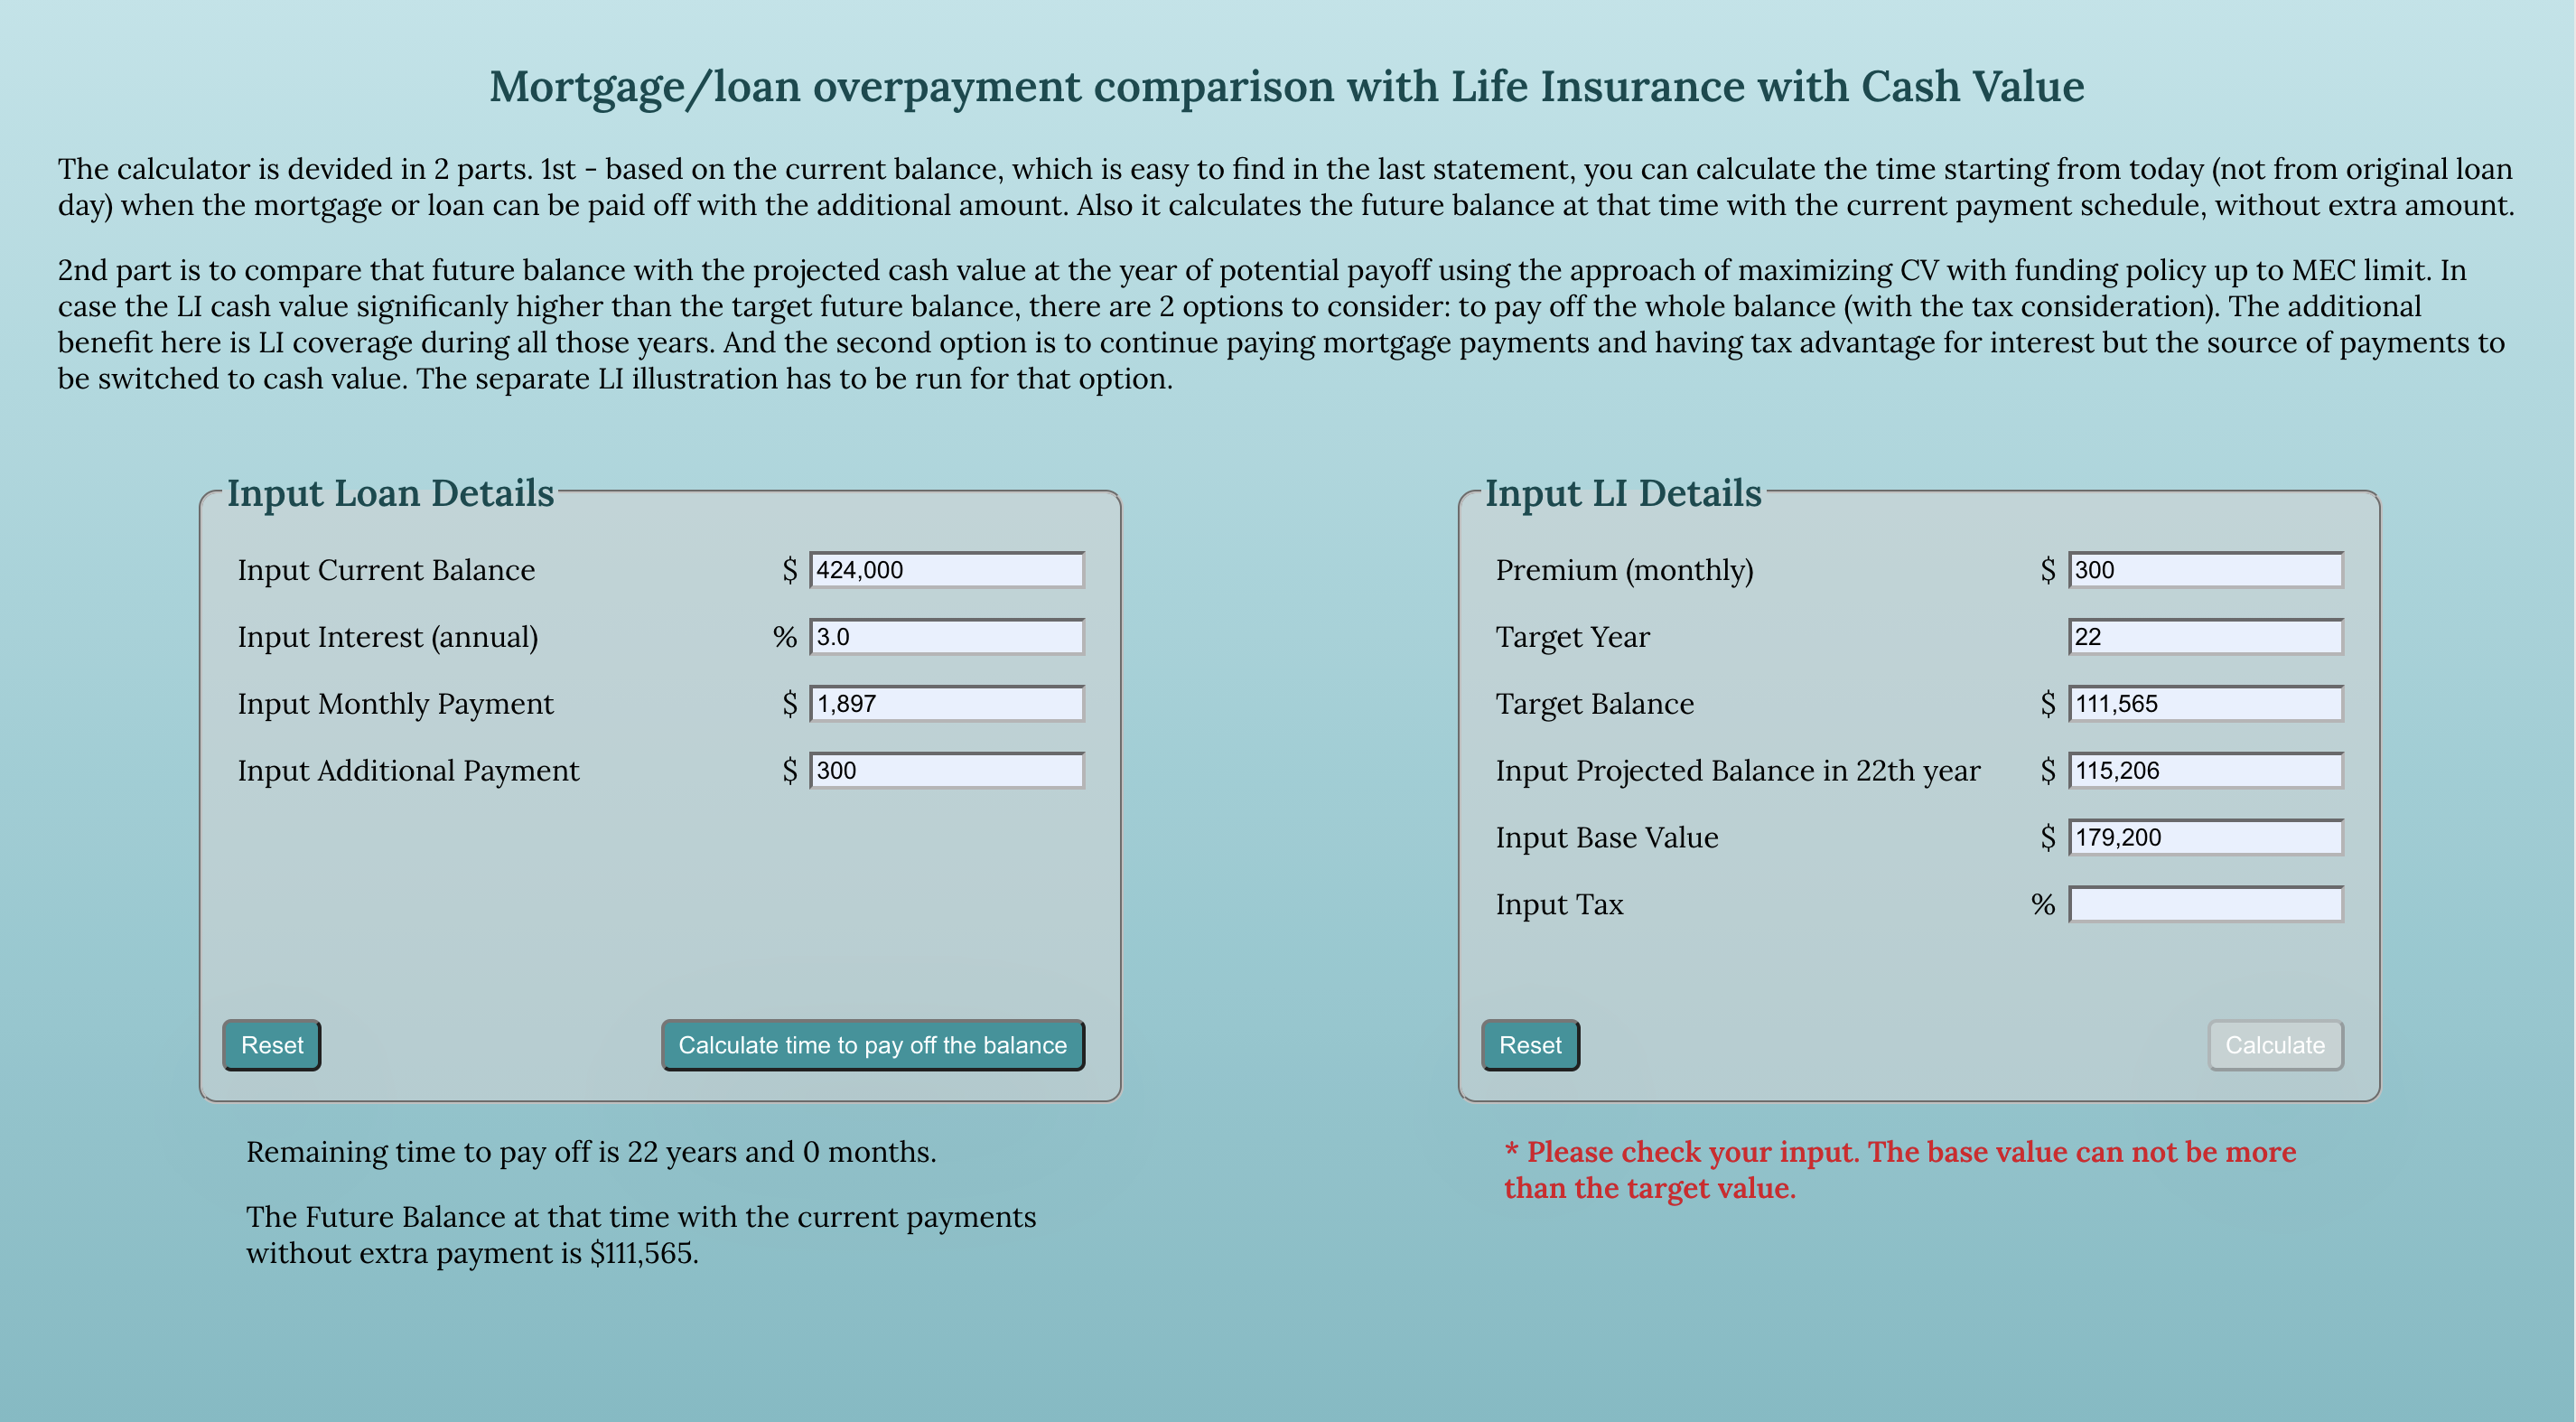 Mortgage/loan overpayment comparison with Life Insurance with Cash Value
The calculator is devided in 2 parts. 1st - based on the current balance, which is easy to find in the last statement, you can calculate the time starting from today (not from original loan
day) when the mortgage or loan can be paid off with the additional amount. Also it calculates the future balance at that time with the current payment schedule, without extra amount.
2nd part is to compare that future balance with the projected cash value at the year of potential payoff using the approach of maximizing CV with funding policy up to MEC limit. In
case the LI cash value significanly higher than the target future balance, there are 2 options to consider: to pay off the whole balance (with the tax consideration). The additional
benefit here is LI coverage during all those years. And the second option is to continue paying mortgage payments and having tax advantage for interest but the source of payments to
be switched to cash value. The separate LI illustration has to be run for that option.
Input Loan Details
Input Current Balance $ 424,000
Input Interest (annual) % 3.0
Input Monthly Payment $ 1,897
Input Additional Payment $ 300
Reset
Calculate time to pay off the balance
Remaining time to pay off is 22 years and 0 months.
The Future Balance at that time with the current payments
without extra payment is $111,565.
Input LI Details
Premium (monthly) $ 300
Target Year 22
Target Balance $ 111,565
Input Projected Balance in 22th year $ 115,206
Input Base Value $ 179,200
Input Tax %
Reset
Calculate
* Please check your input. The base value can not be more
than the target value.